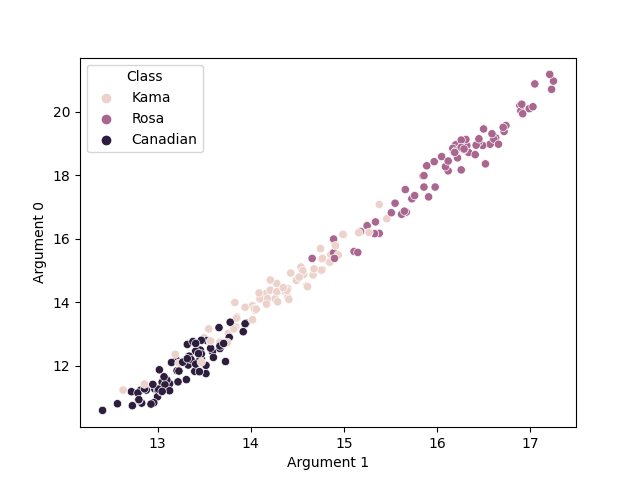 Class
Kama
Rosa
Canadian
Argument 0
20
18
16
14
12
13
14
15
16
17
Argument 1